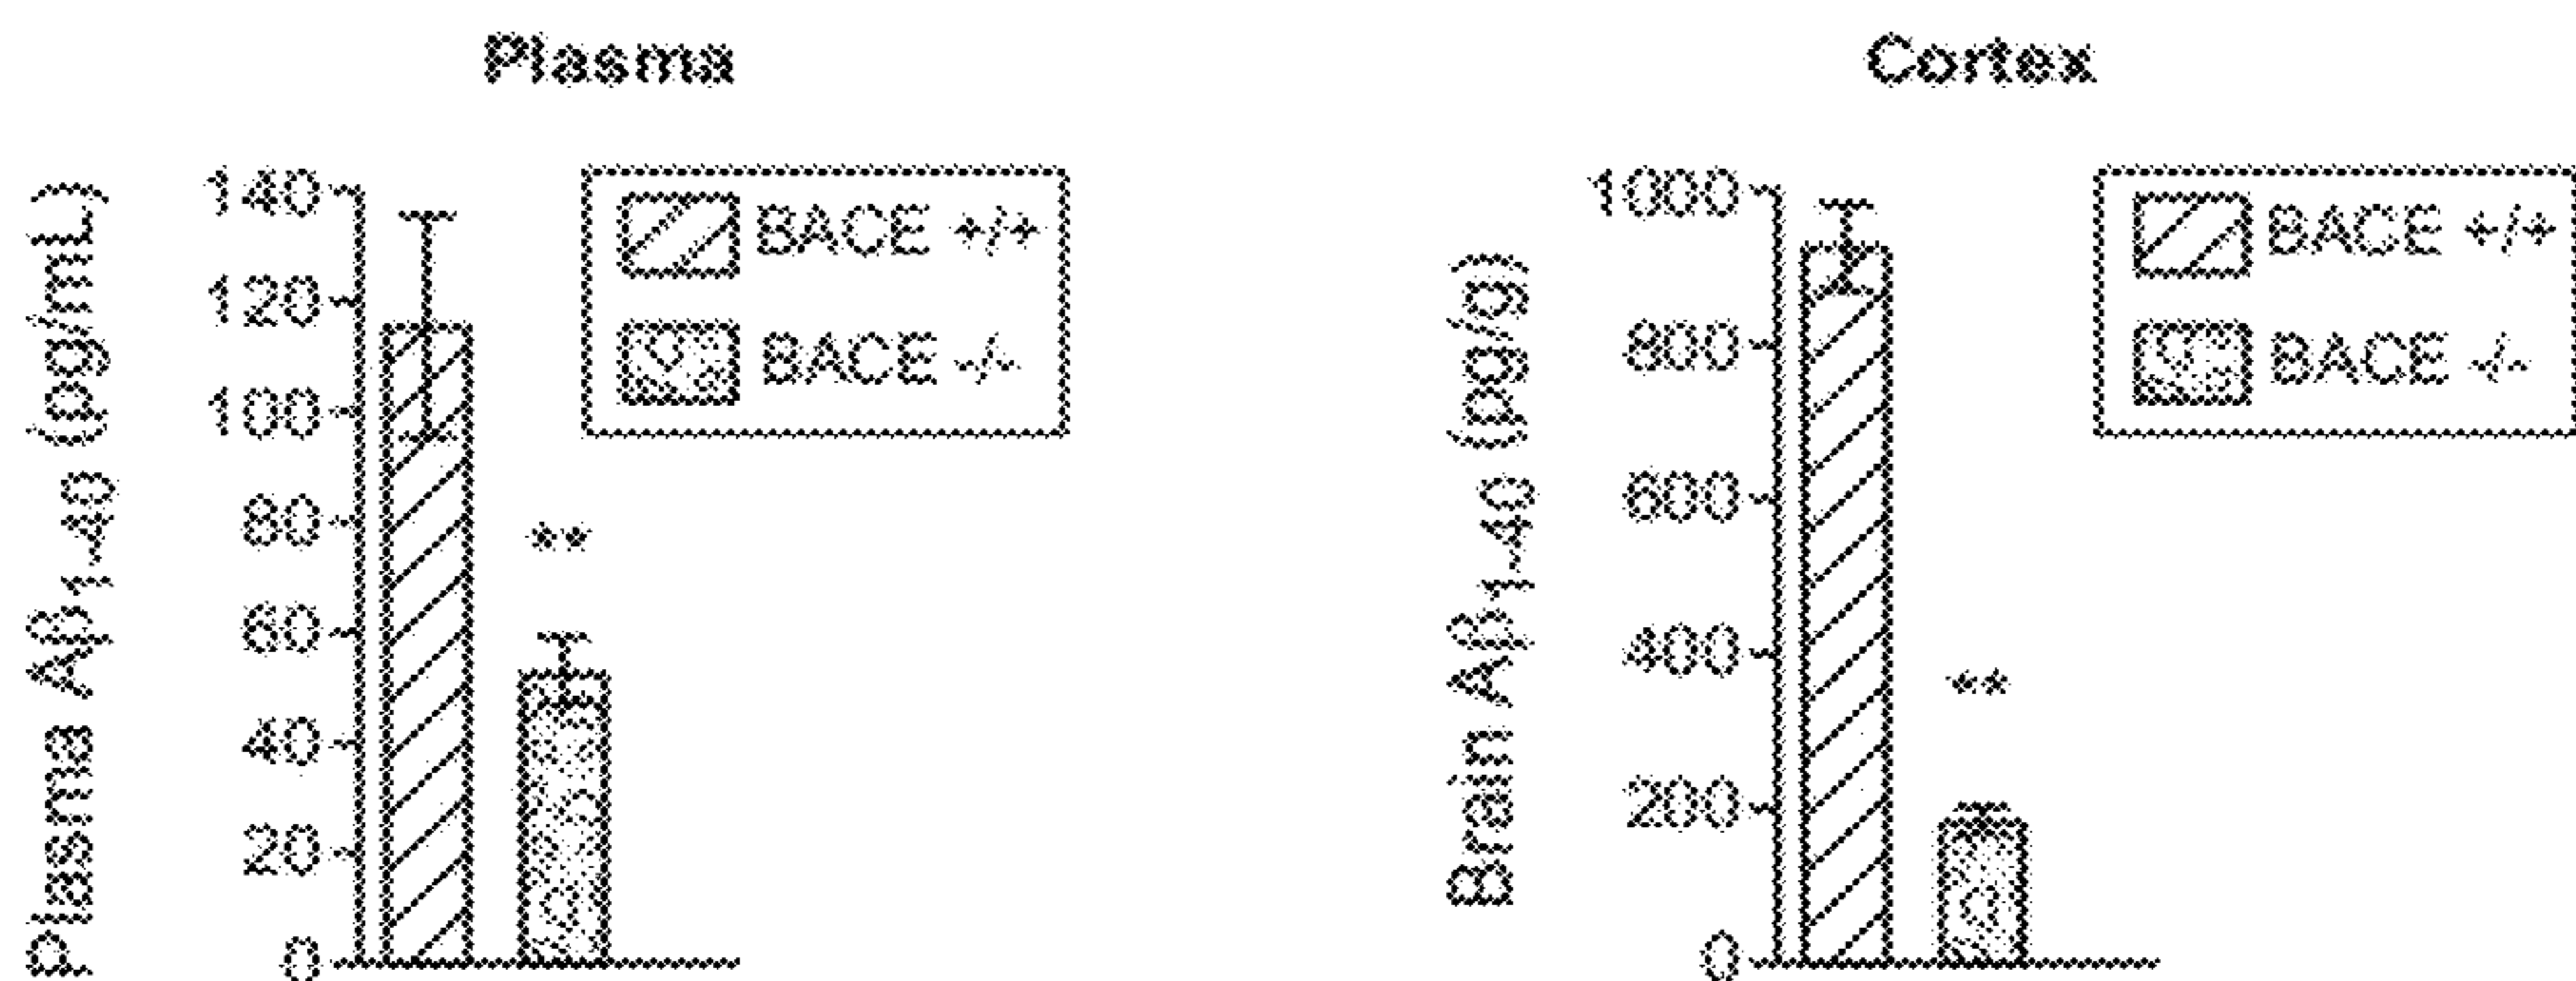 Plasma
Plasma Aβ1-40 (pg/mL)
140
120
100
80
60
40
20
0
BACE +/+
BACE -/-
**
Cortex
Brain Aβ1-40 (pg/g)
1000
800
600
400
200
0
BACE +/+
BACE -/-
**